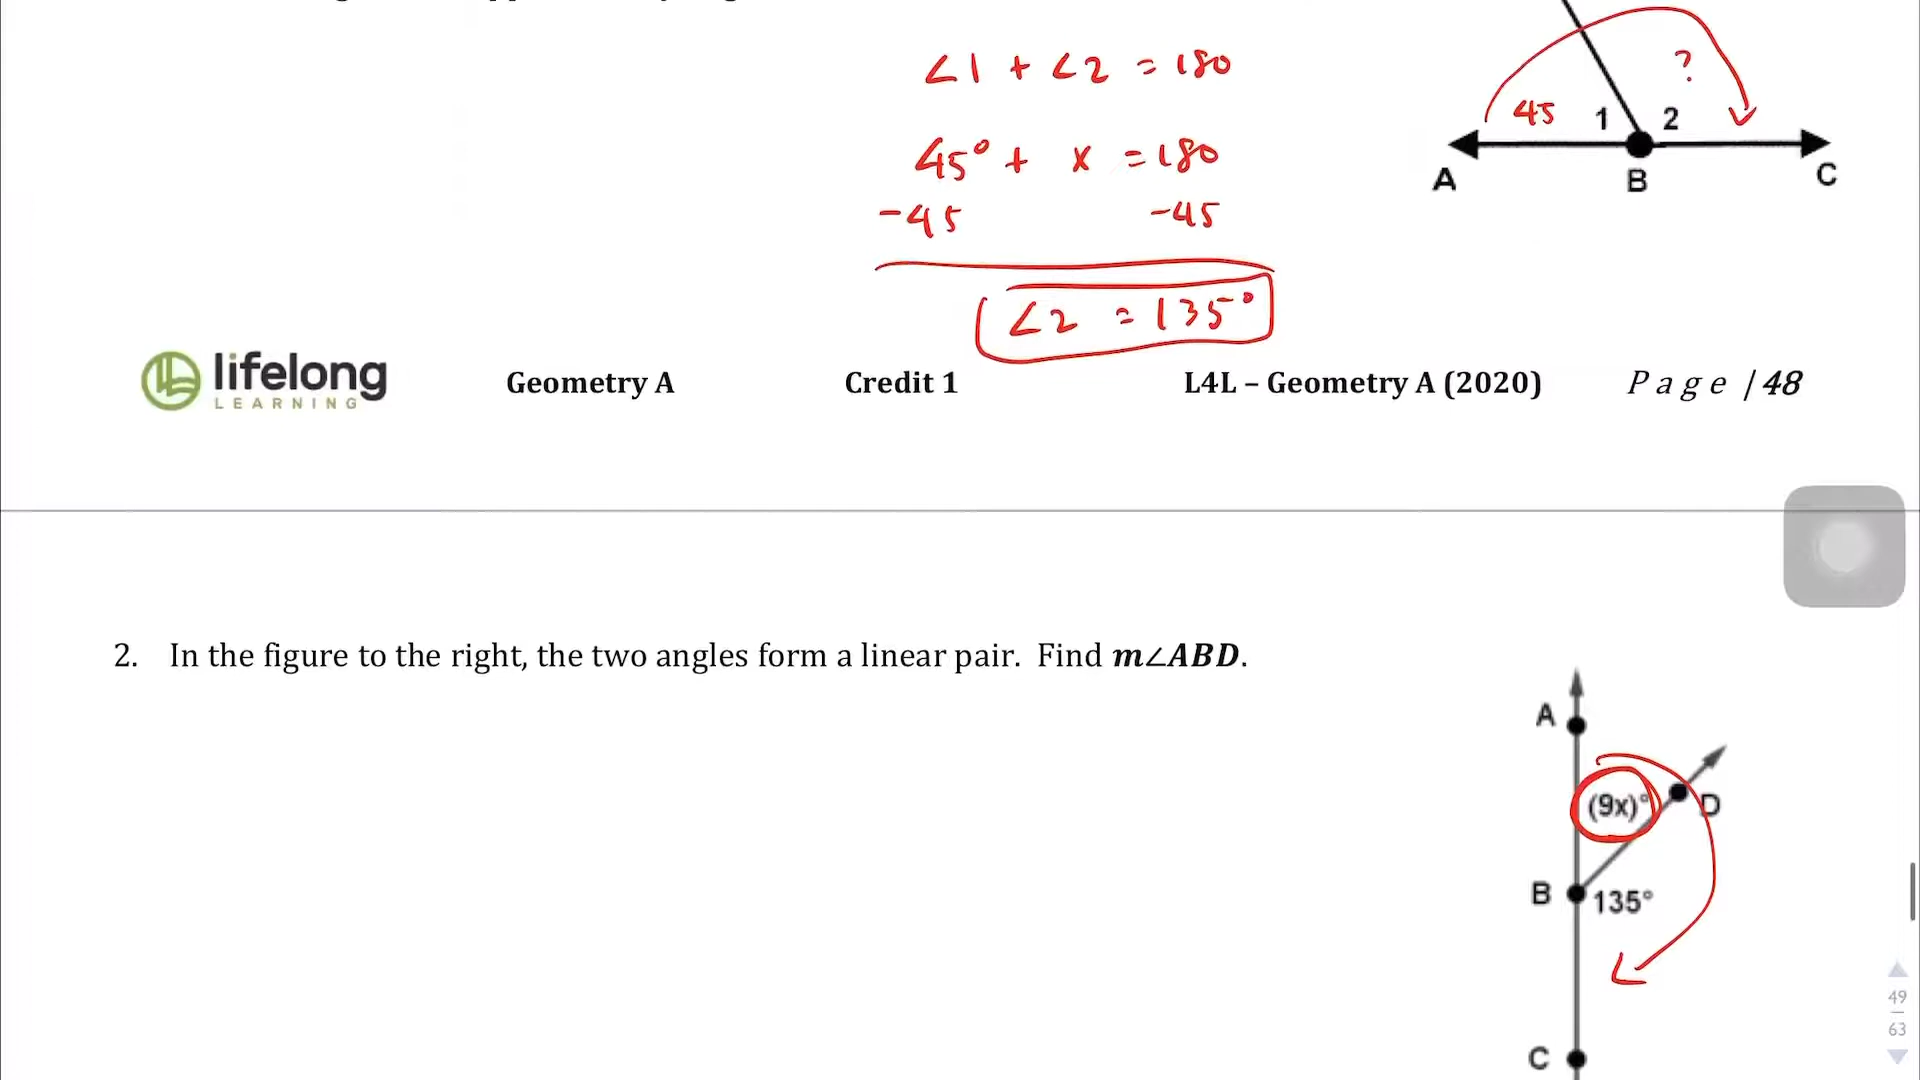 ∠1 + ∠2 = 180
?
45
1
2
45° + x = 180
A
B
C
-45 -45
∠2 = 135°
lifelong
LEARNING
Geometry A Credit 1 L4L – Geometry A (2020) Page |48
2. In the figure to the right, the two angles form a linear pair. Find m∠ABD.
A
(9x)°
D
B
135°
C
49
63